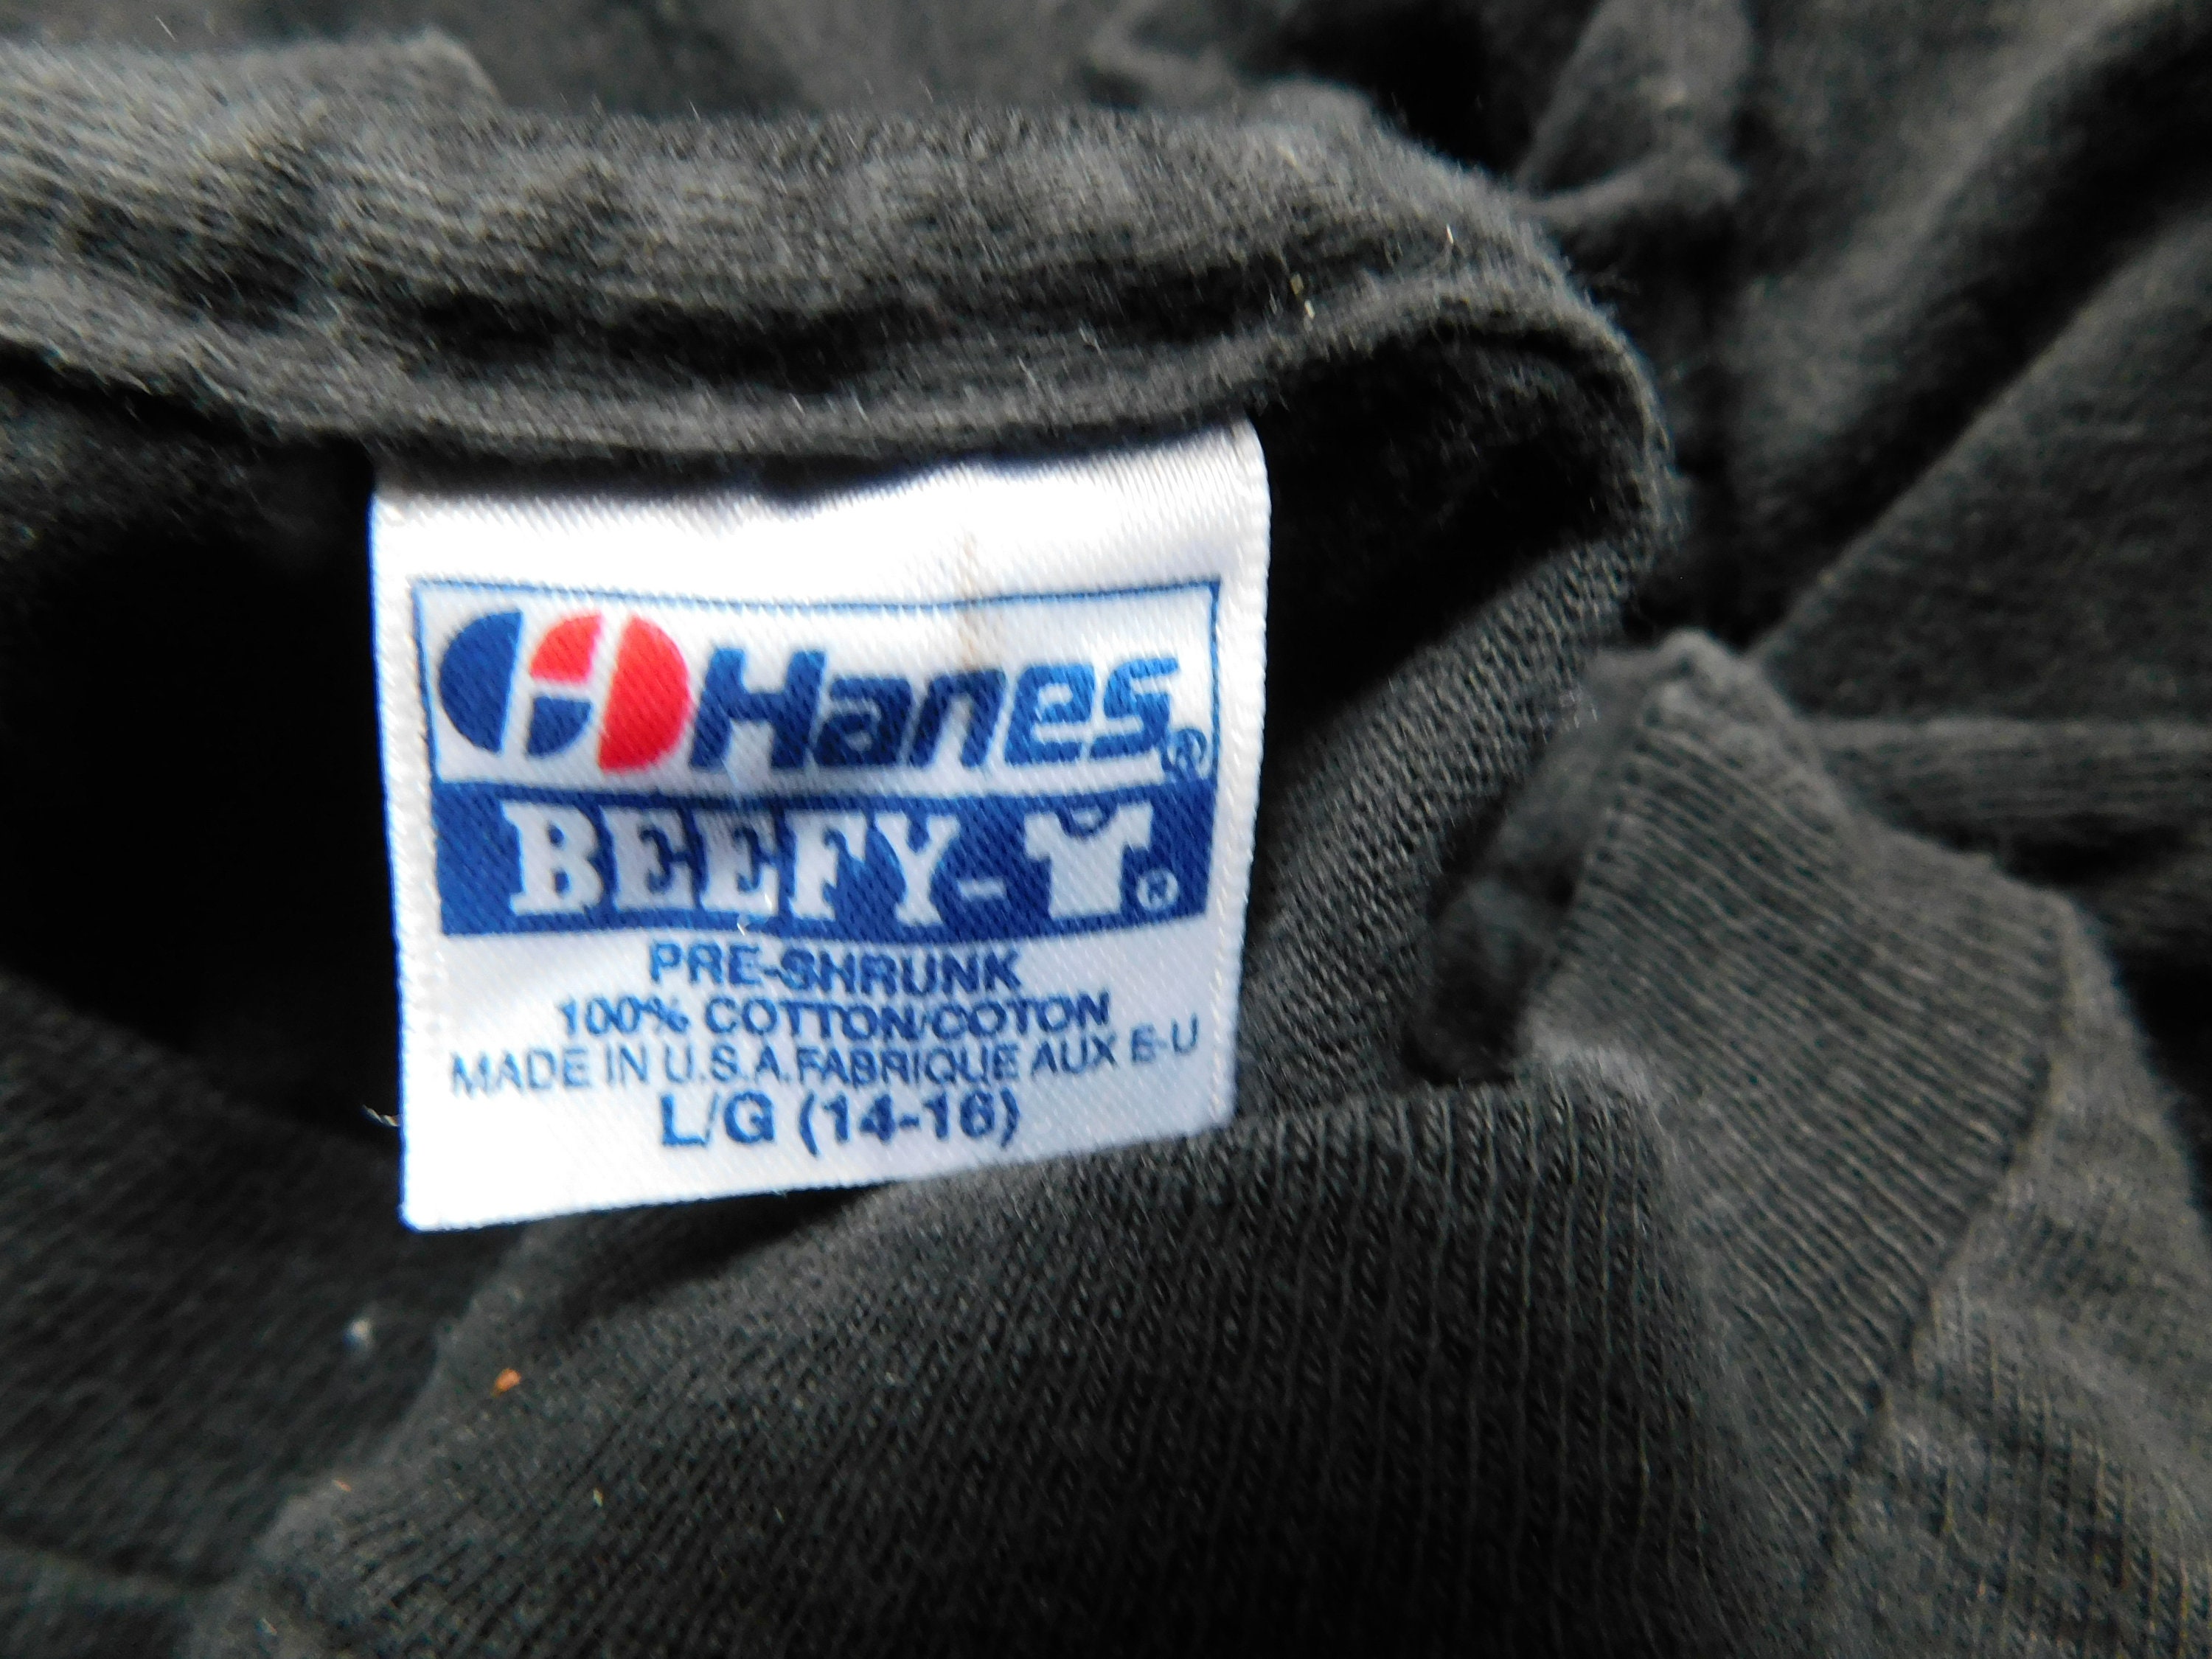 Hanes®
BEEFY-T®
PRE-SHRUNK
100% COTTON/COTON
MADE IN U.S.A. FABRIQUE AUX E-U
L/G (14-16)